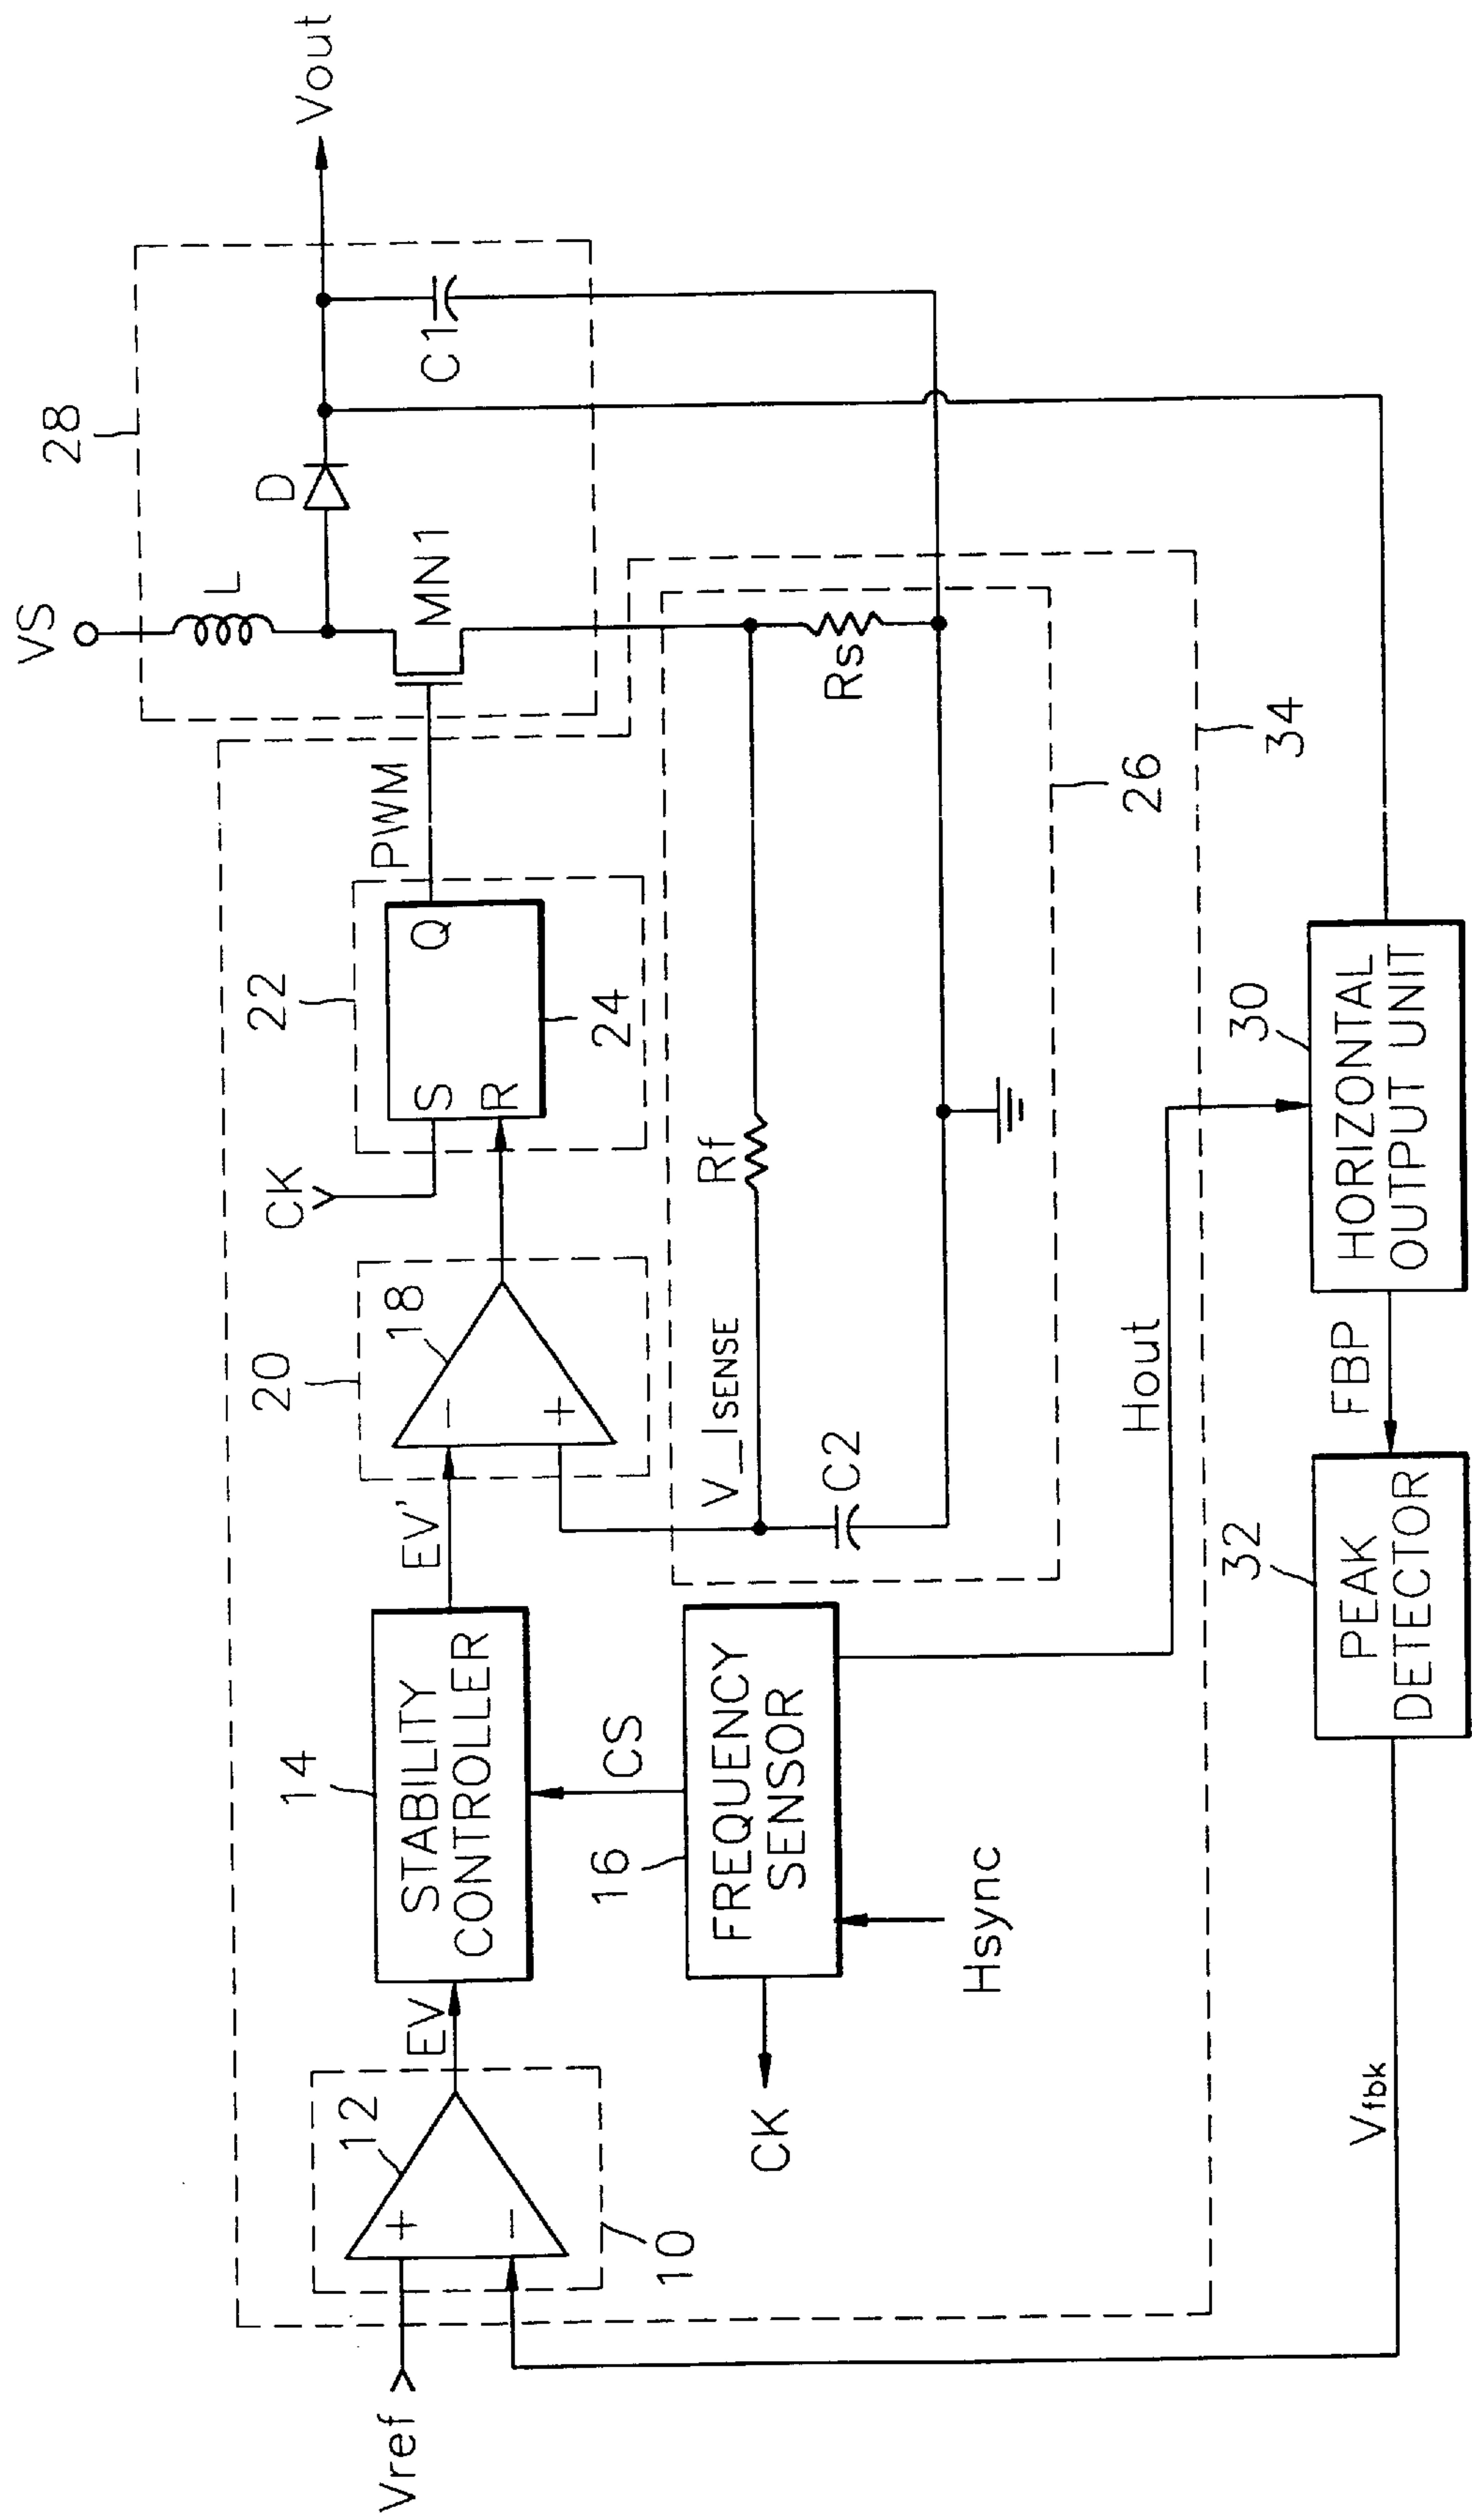 VS
28
L
D
Vout
C1
MN1
PWM
22
CK
S
R
Q
24
20
18
−
+
EV'
14
STABILITY
CONTROLLER
EV
12
+
−
10
Vref
CS
16
FREQUENCY
SENSOR
CK
Hsync
V_ISENSE
Rf
Rs
C2
26
34
Hout
30
HORIZONTAL
OUTPUT UNIT
FBP
32
PEAK
DETECTOR
Vfbk